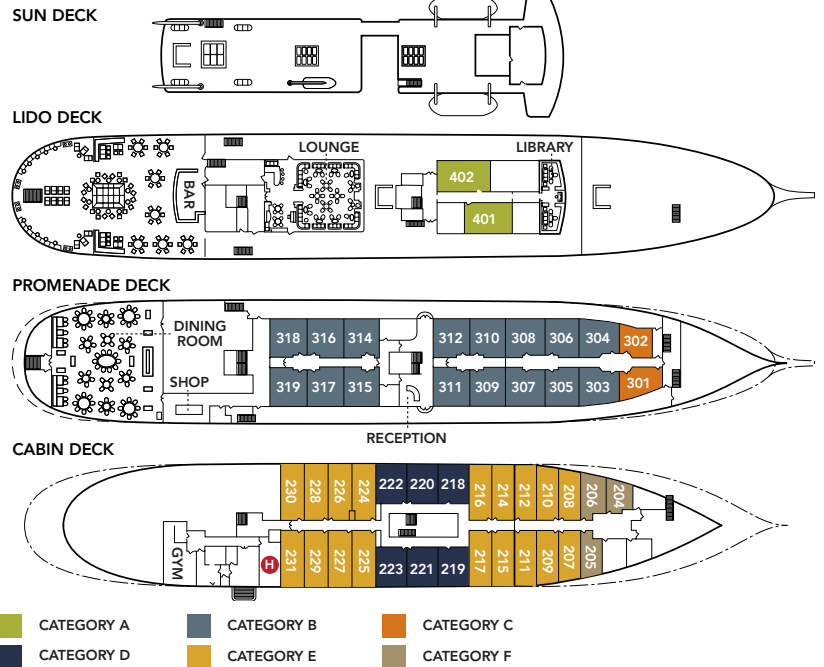 SUN DECK
LIDO DECK
LOUNGE
LIBRARY
BAR
402
401
PROMENADE DECK
DINING
ROOM
SHOP
318 316 314 312 310 308 306 304 302
319 317 315 311 309 307 305 303 301
RECEPTION
CABIN DECK
230 228 226 224 222 220 218 216 214 212 210 208 206 204
GYM
H
231 229 227 225 223 221 219 217 215 211 209 207 205
CATEGORY A CATEGORY B CATEGORY C
CATEGORY D CATEGORY E CATEGORY F